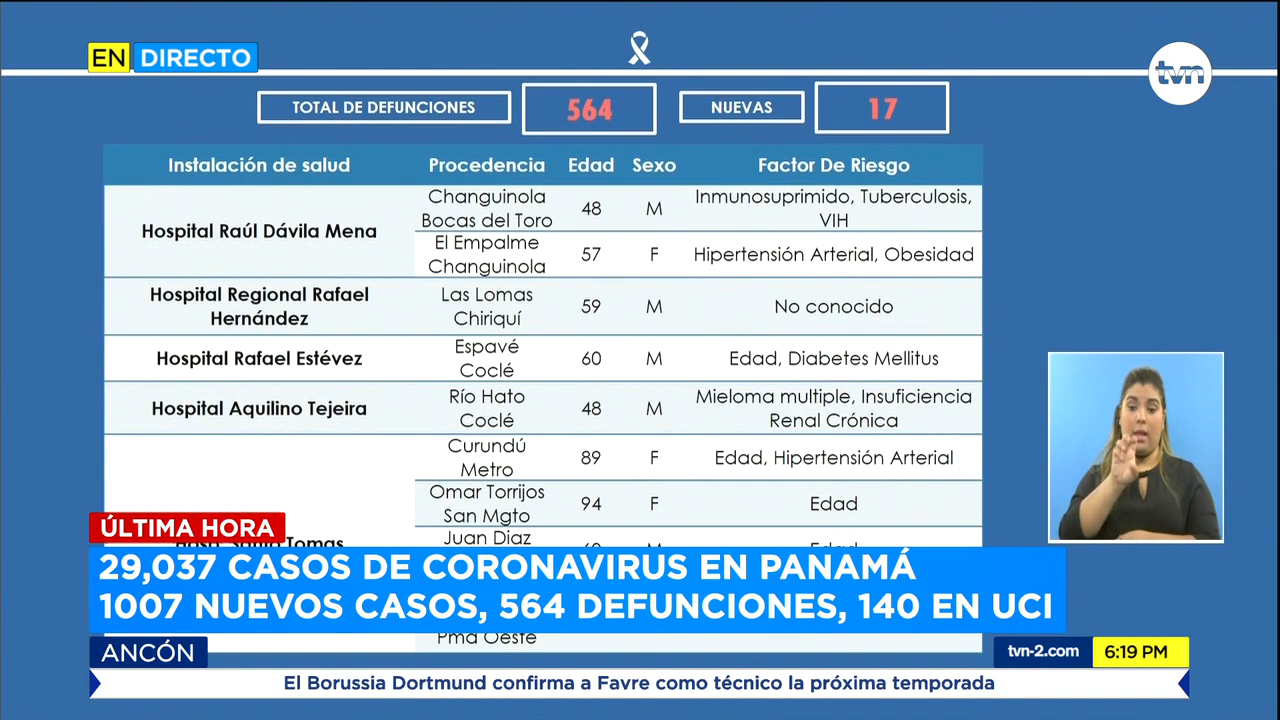 EN DIRECTO
tvn
TOTAL DE DEFUNCIONES 564 NUEVAS 17
Instalación de salud Procedencia Edad Sexo Factor De Riesgo
Hospital Raúl Dávila Mena
Changuinola
Bocas del Toro
48 M
Inmunosuprimido, Tuberculosis,
VIH
El Empalme
Changuinola
57 F Hipertensión Arterial, Obesidad
Hospital Regional Rafael
Hernández
Las Lomas
Chiriquí
59 M No conocido
Hospital Rafael Estévez
Espavé
Coclé
60 M Edad, Diabetes Mellitus
Hospital Aquilino Tejeira
Río Hato
Coclé
48 M
Mieloma multiple, Insuficiencia
Renal Crónica
Curundú
Metro
89 F Edad, Hipertensión Arterial
Omar Torrijos
San Mgto
94 F Edad
Juan Diaz
ÚLTIMA HORA
29,037 CASOS DE CORONAVIRUS EN PANAMÁ
1007 NUEVOS CASOS, 564 DEFUNCIONES, 140 EN UCI
Pma Oeste
ANCÓN
tvn-2.com 6:19 PM
El Borussia Dortmund confirma a Favre como técnico la próxima temporada